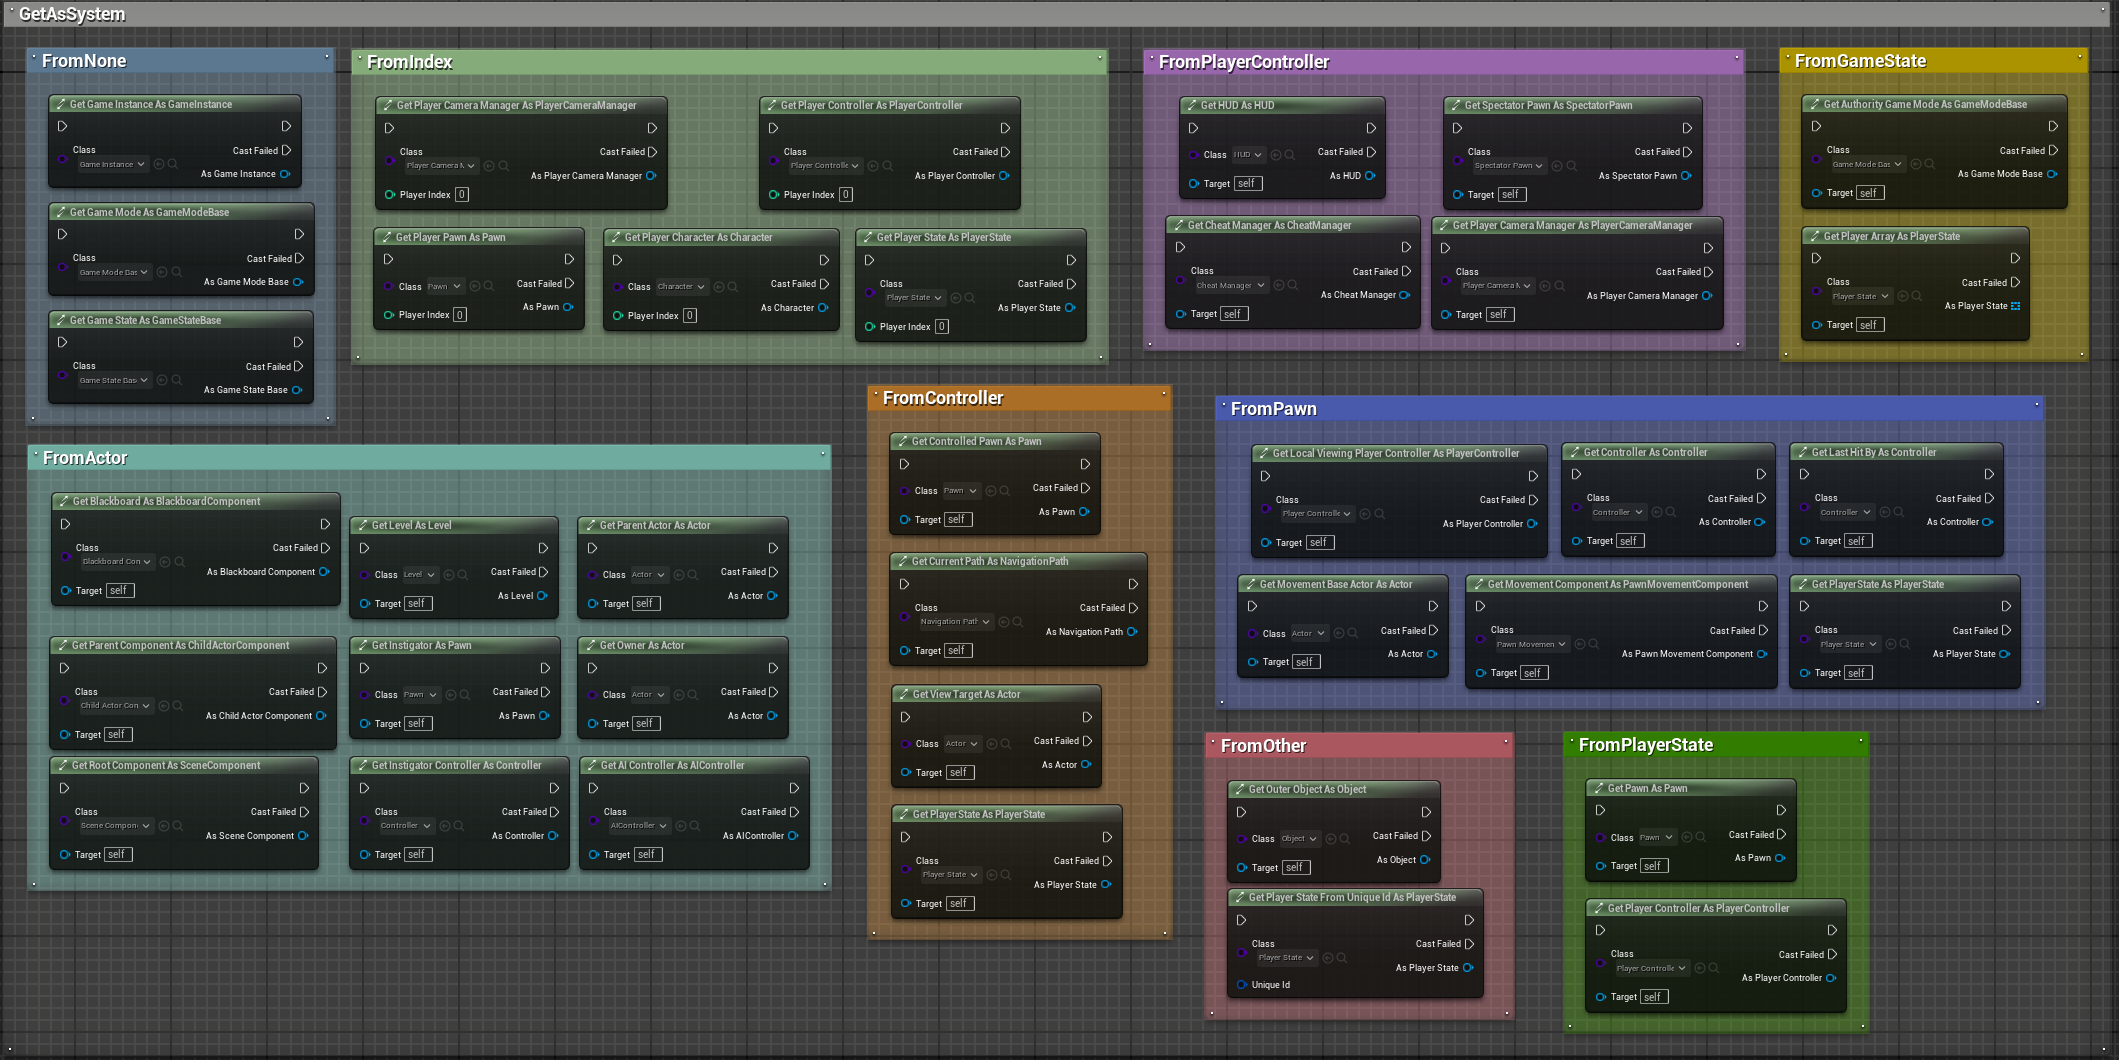 GetAsSystem
FromNone
Get Game Instance As GameInstance
Class
Game Instance
Cast Failed
As Game Instance
Get Game Mode As GameModeBase
Class
Game Mode Bas
Cast Failed
As Game Mode Base
Get Game State As GameStateBase
Class
Game State Bas
Cast Failed
As Game State Base
FromIndex
Get Player Camera Manager As PlayerCameraManager
Class
Player Camera M
Cast Failed
As Player Camera Manager
Player Index 0
Get Player Controller As PlayerController
Class
Player Controlle
Cast Failed
As Player Controller
Player Index 0
Get Player Pawn As Pawn
Class Pawn
Cast Failed
As Pawn
Player Index 0
Get Player Character As Character
Class Character
Cast Failed
As Character
Player Index 0
Get Player State As PlayerState
Class
Player State
Cast Failed
As Player State
Player Index 0
FromPlayerController
Get HUD As HUD
Class HUD
Cast Failed
As HUD
Target self
Get Spectator Pawn As SpectatorPawn
Class
Spectator Pawn
Cast Failed
As Spectator Pawn
Target self
Get Cheat Manager As CheatManager
Class
Cheat Manager
Cast Failed
As Cheat Manager
Target self
Get Player Camera Manager As PlayerCameraManager
Class
Player Camera M
Cast Failed
As Player Camera Manager
Target self
FromGameState
Get Authority Game Mode As GameModeBase
Class
Game Mode Bas
Cast Failed
As Game Mode Base
Target self
Get Player Array As PlayerState
Class
Player State
Cast Failed
As Player State
Target self
FromActor
Get Blackboard As BlackboardComponent
Class
Blackboard Con
Cast Failed
As Blackboard Component
Target self
Get Level As Level
Class Level
Cast Failed
As Level
Target self
Get Parent Actor As Actor
Class Actor
Cast Failed
As Actor
Target self
Get Parent Component As ChildActorComponent
Class
Child Actor Con
Cast Failed
As Child Actor Component
Target self
Get Instigator As Pawn
Class Pawn
Cast Failed
As Pawn
Target self
Get Owner As Actor
Class Actor
Cast Failed
As Actor
Target self
Get Root Component As SceneComponent
Class
Scene Compon
Cast Failed
As Scene Component
Target self
Get Instigator Controller As Controller
Class
Controller
Cast Failed
As Controller
Target self
Get AI Controller As AIController
Class
AIController
Cast Failed
As AIController
Target self
FromController
Get Controlled Pawn As Pawn
Class Pawn
Cast Failed
As Pawn
Target self
Get Current Path As NavigationPath
Class
Navigation Path
Cast Failed
As Navigation Path
Target self
Get View Target As Actor
Class Actor
Cast Failed
As Actor
Target self
Get PlayerState As PlayerState
Class
Player State
Cast Failed
As Player State
Target self
FromPawn
Get Local Viewing Player Controller As PlayerController
Class
Player Controlle
Cast Failed
As Player Controller
Target self
Get Controller As Controller
Class
Controller
Cast Failed
As Controller
Target self
Get Last Hit By As Controller
Class
Controller
Cast Failed
As Controller
Target self
Get Movement Base Actor As Actor
Class Actor
Cast Failed
As Actor
Target self
Get Movement Component As PawnMovementComponent
Class
Pawn Movemen
Cast Failed
As Pawn Movement Component
Target self
Get PlayerState As PlayerState
Class
Player State
Cast Failed
As Player State
Target self
FromOther
Get Outer Object As Object
Class Object
Cast Failed
As Object
Target self
Get Player State From Unique Id As PlayerState
Class
Player State
Cast Failed
As Player State
Unique Id
FromPlayerState
Get Pawn As Pawn
Class Pawn
Cast Failed
As Pawn
Target self
Get Player Controller As PlayerController
Class
Player Controlle
Cast Failed
As Player Controller
Target self